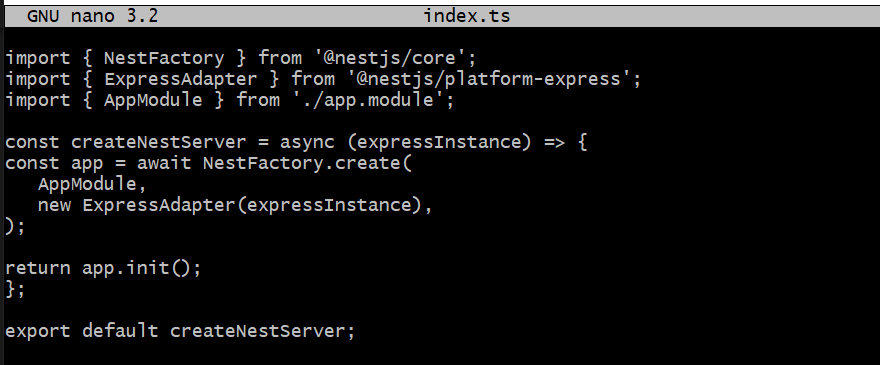 GNU nano 3.2 index.ts
import { NestFactory } from '@nestjs/core';
import { ExpressAdapter } from '@nestjs/platform-express';
import { AppModule } from './app.module';
const createNestServer = async (expressInstance) => {
const app = await NestFactory.create(
   AppModule,
   new ExpressAdapter(expressInstance),
);
return app.init();
};
export default createNestServer;